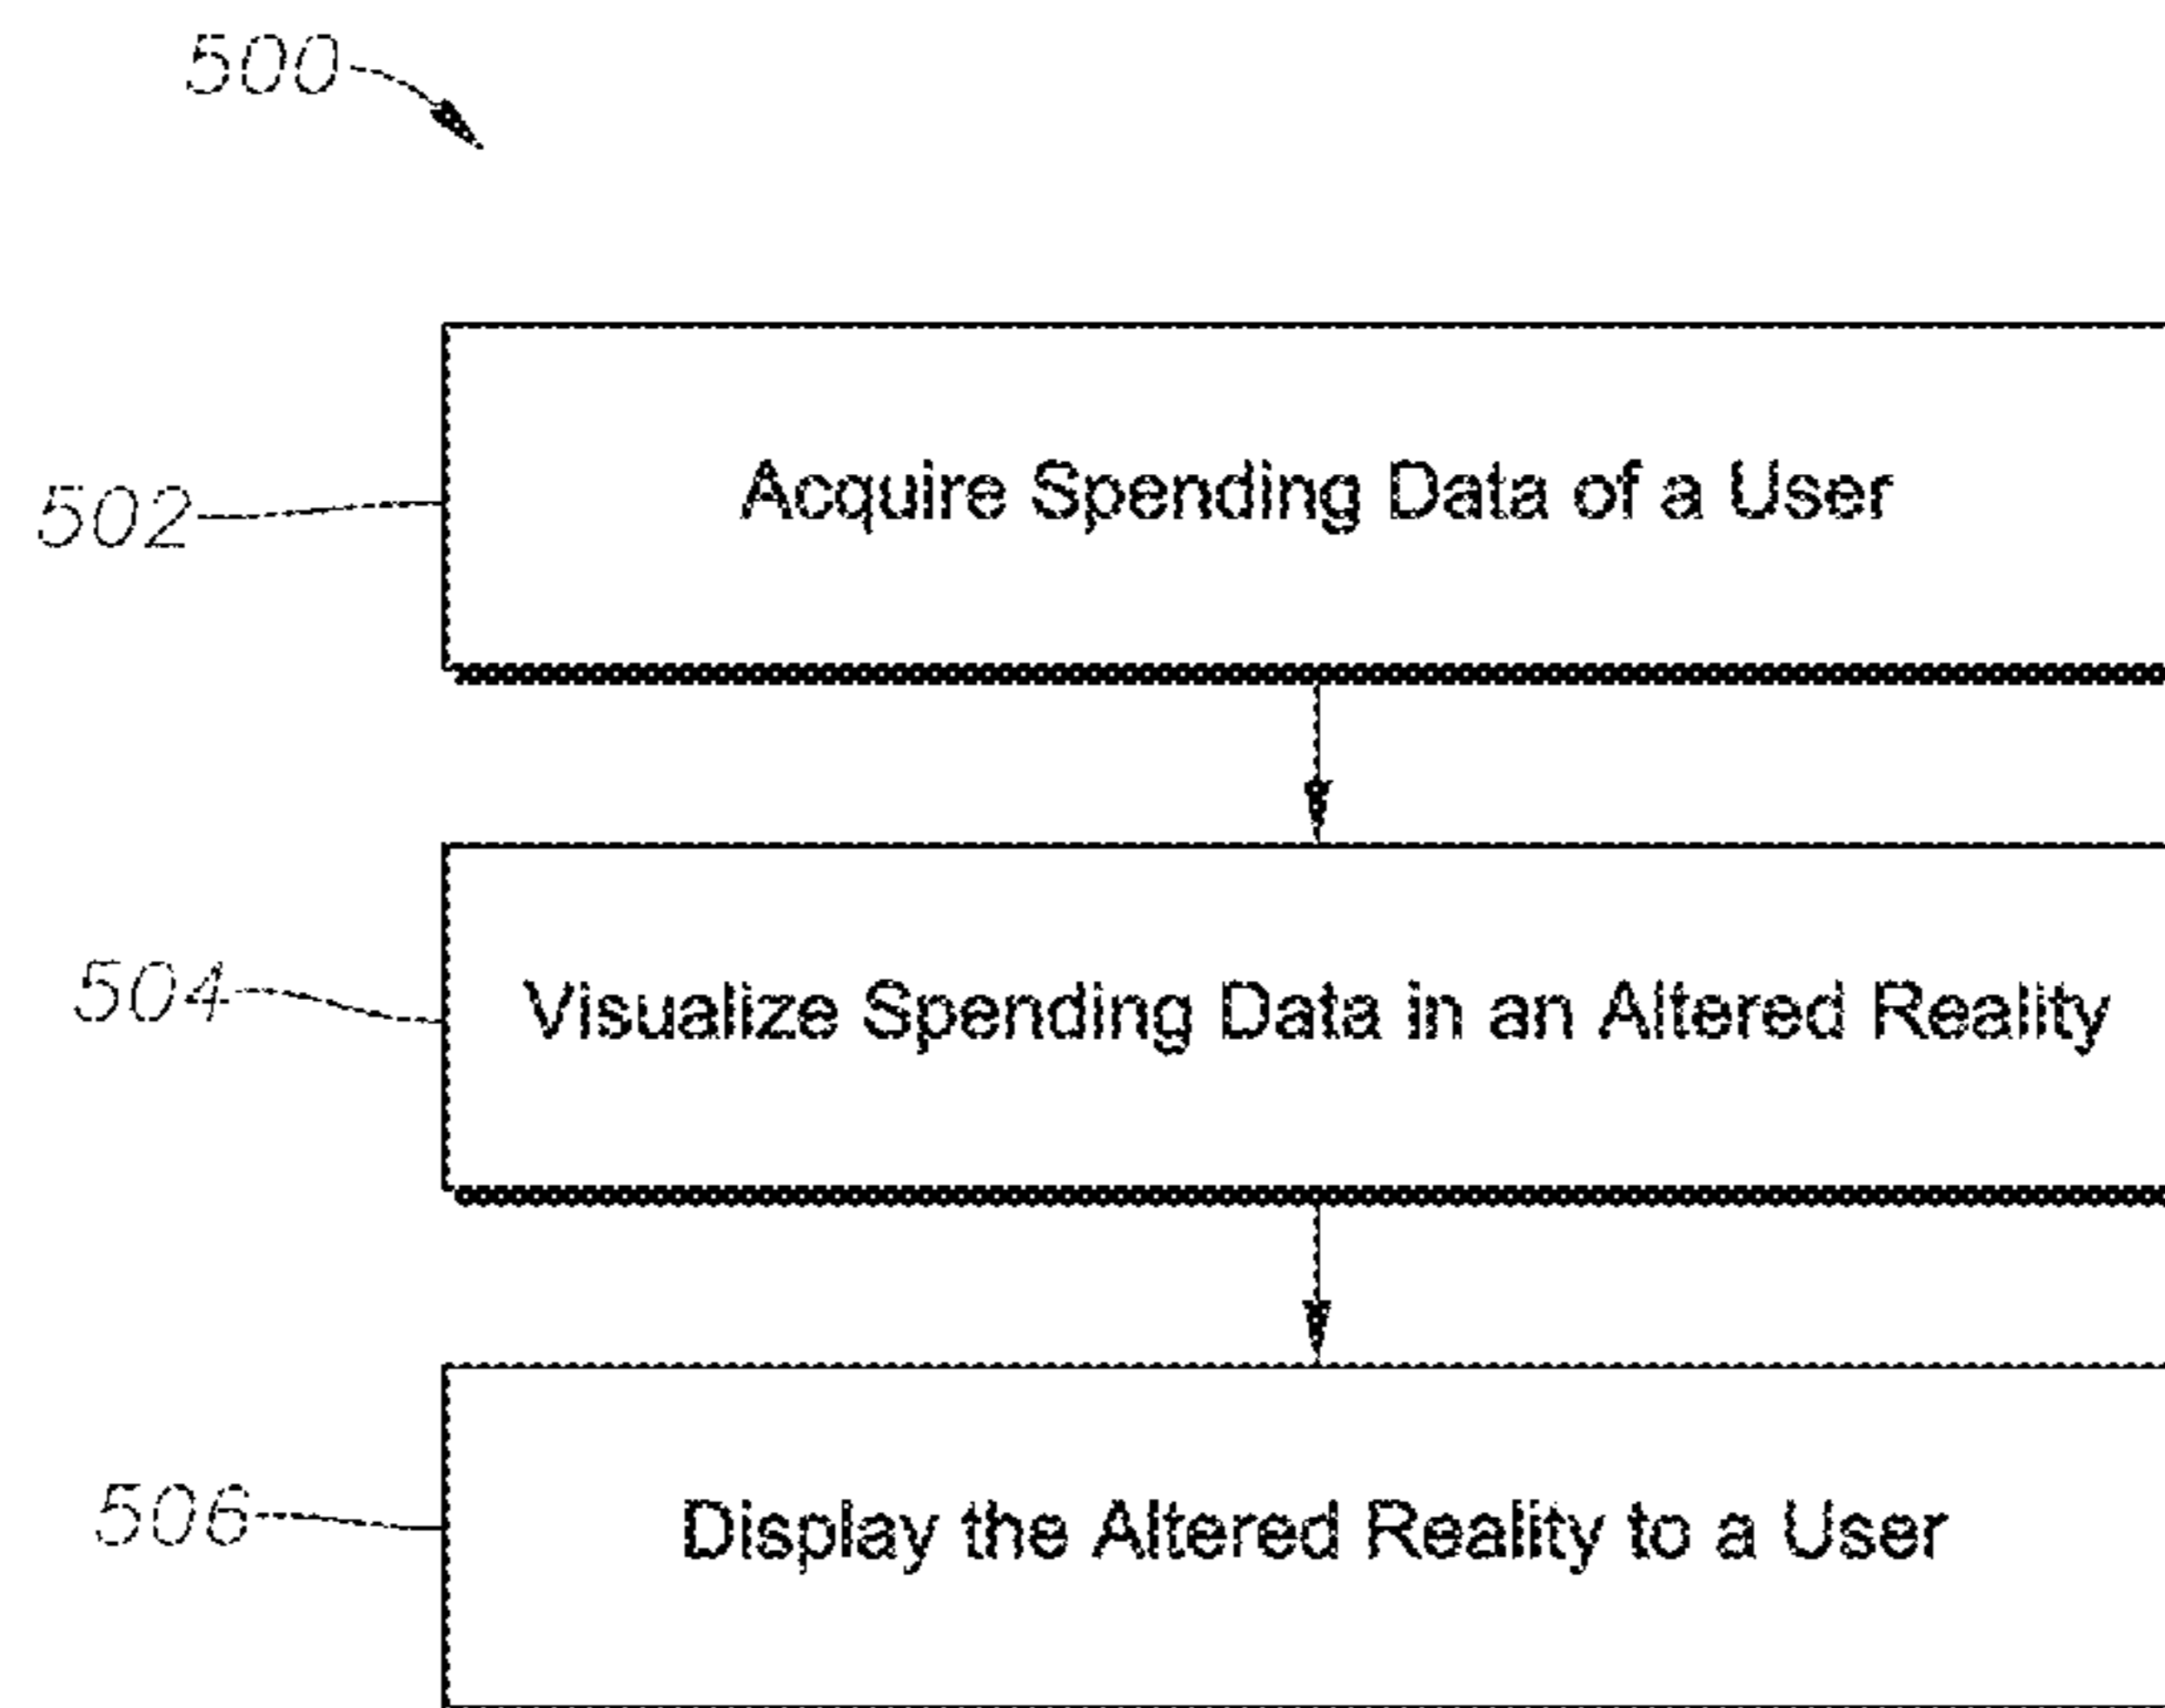 500
502
Acquire Spending Data of a User
504
Visualize Spending Data in an Altered Reality
506
Display the Altered Reality to a User